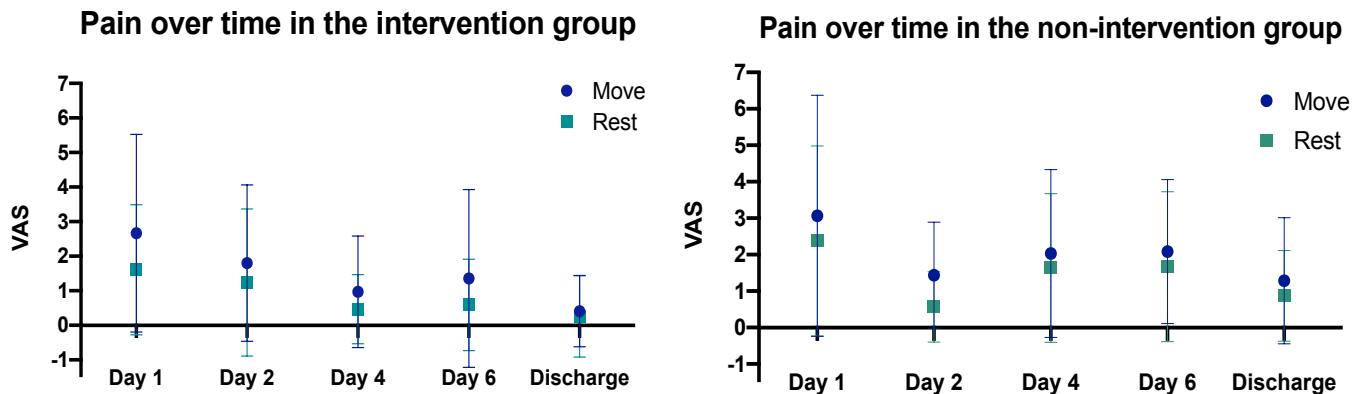 Pain over time in the intervention group
VAS
7
6
5
4
3
2
1
0
-1
Move
Rest
Day 1 Day 2 Day 4 Day 6 Discharge
Pain over time in the non-intervention group
VAS
7
6
5
4
3
2
1
0
-1
Move
Rest
Day 1 Day 2 Day 4 Day 6 Discharge